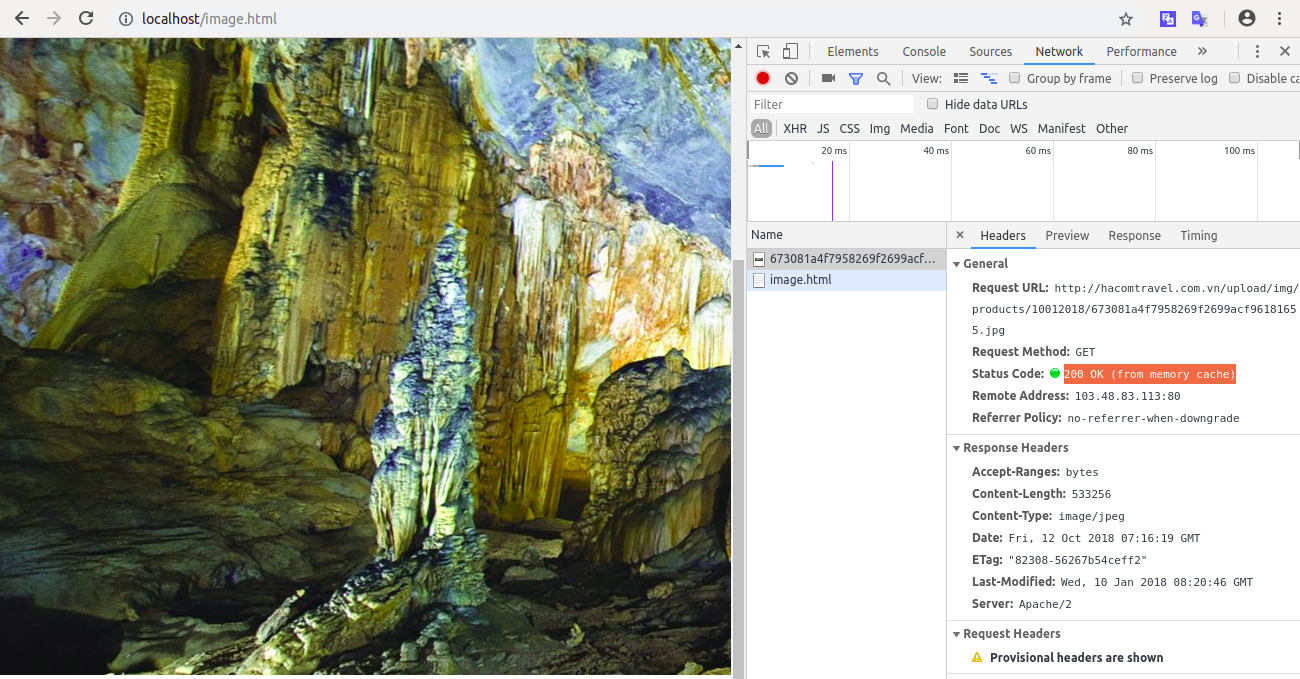 localhost/image.html
Elements Console Sources Network Performance »
View: Group by frame Preserve log Disable ca
Filter Hide data URLs
All XHR JS CSS Img Media Font Doc WS Manifest Other
20 ms 40 ms 60 ms 80 ms 100 ms
Name
673081a4f7958269f2699acf...
image.html
× Headers Preview Response Timing
General
Request URL: http://hacomtravel.com.vn/upload/img/
products/10012018/673081a4f7958269f2699acf9618165
5.jpg
Request Method: GET
Status Code: 200 OK (from memory cache)
Remote Address: 103.48.83.113:80
Referrer Policy: no-referrer-when-downgrade
Response Headers
Accept-Ranges: bytes
Content-Length: 533256
Content-Type: image/jpeg
Date: Fri, 12 Oct 2018 07:16:19 GMT
ETag: "82308-56267b54ceff2"
Last-Modified: Wed, 10 Jan 2018 08:20:46 GMT
Server: Apache/2
Request Headers
Provisional headers are shown